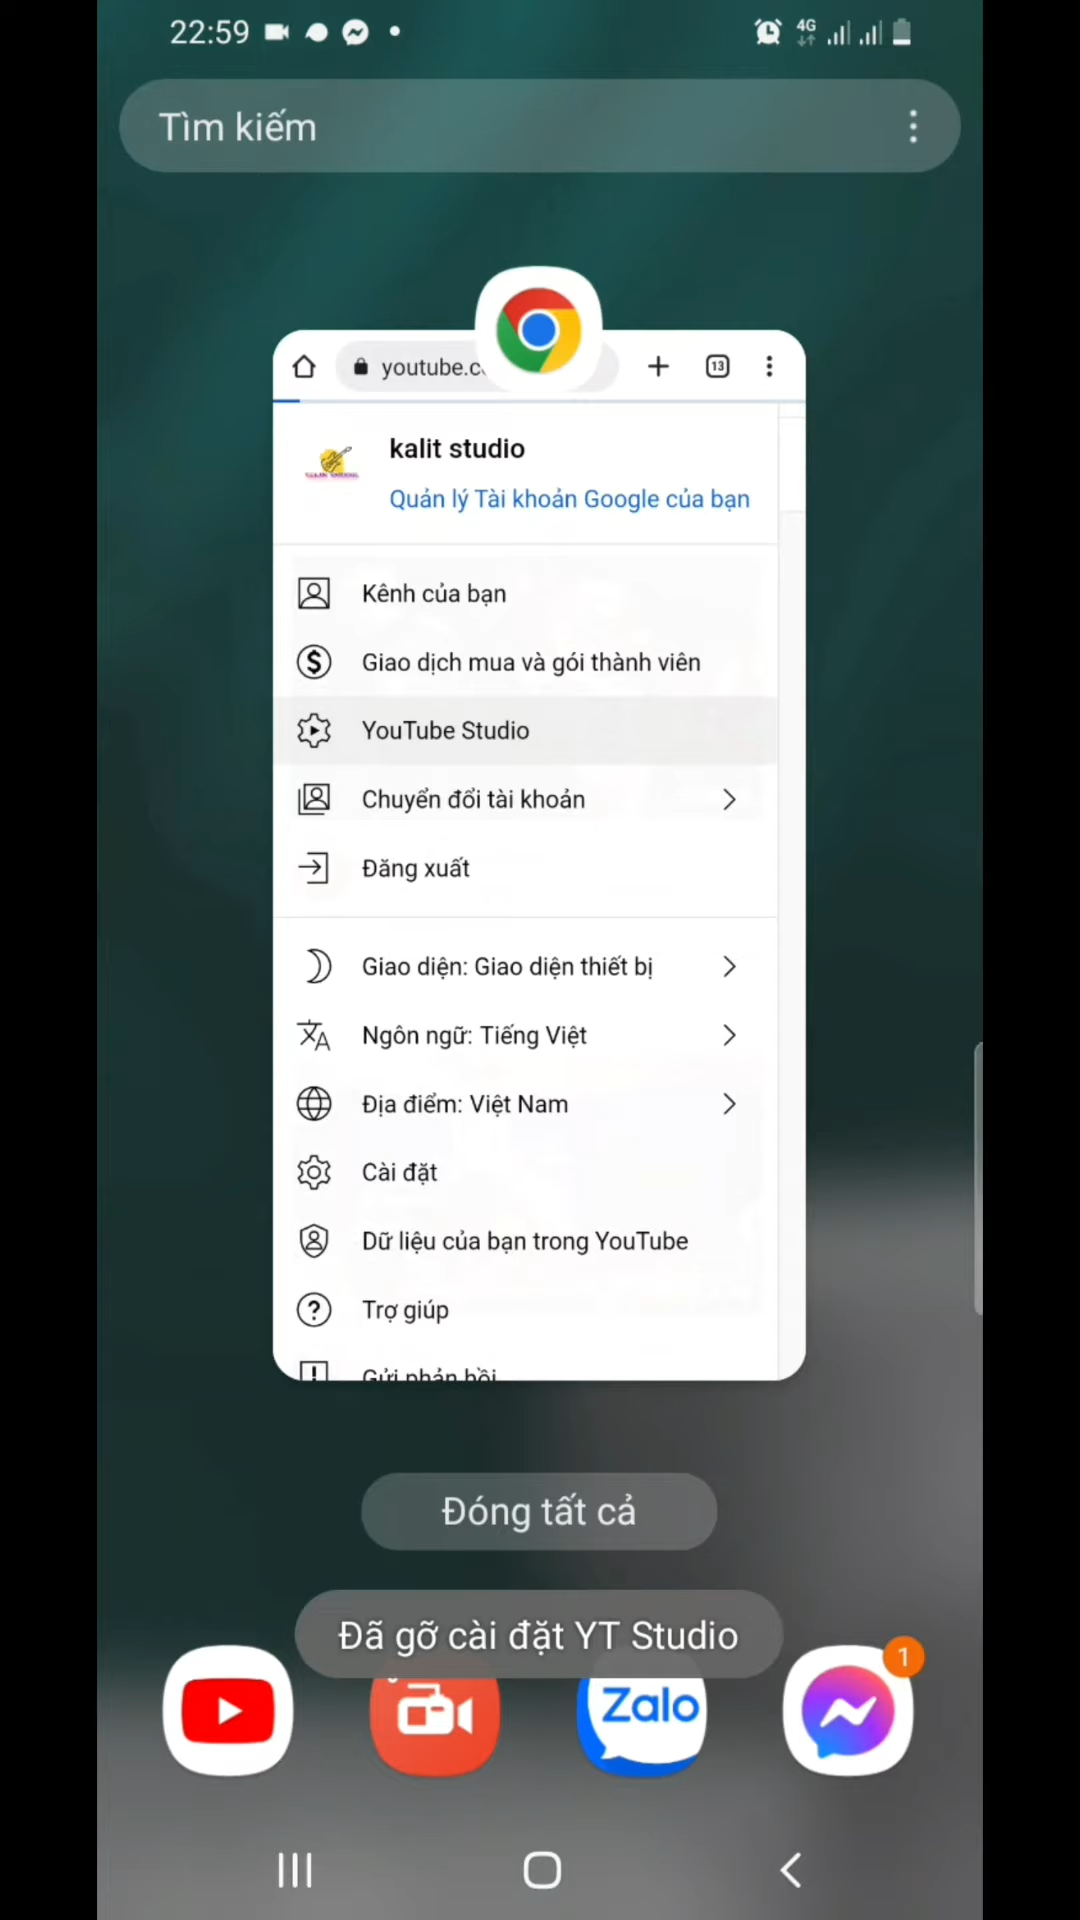 22:59
4G
Tìm kiếm
youtube.c
13
kalit studio
Quản lý Tài khoản Google của bạn
Kênh của bạn
Giao dịch mua và gói thành viên
YouTube Studio
Chuyển đổi tài khoản
Đăng xuất
Giao diện: Giao diện thiết bị
Ngôn ngữ: Tiếng Việt
Địa điểm: Việt Nam
Cài đặt
Dữ liệu của bạn trong YouTube
Trợ giúp
Gửi phản hồi
Đóng tất cả
Đã gỡ cài đặt YT Studio
1
Zalo